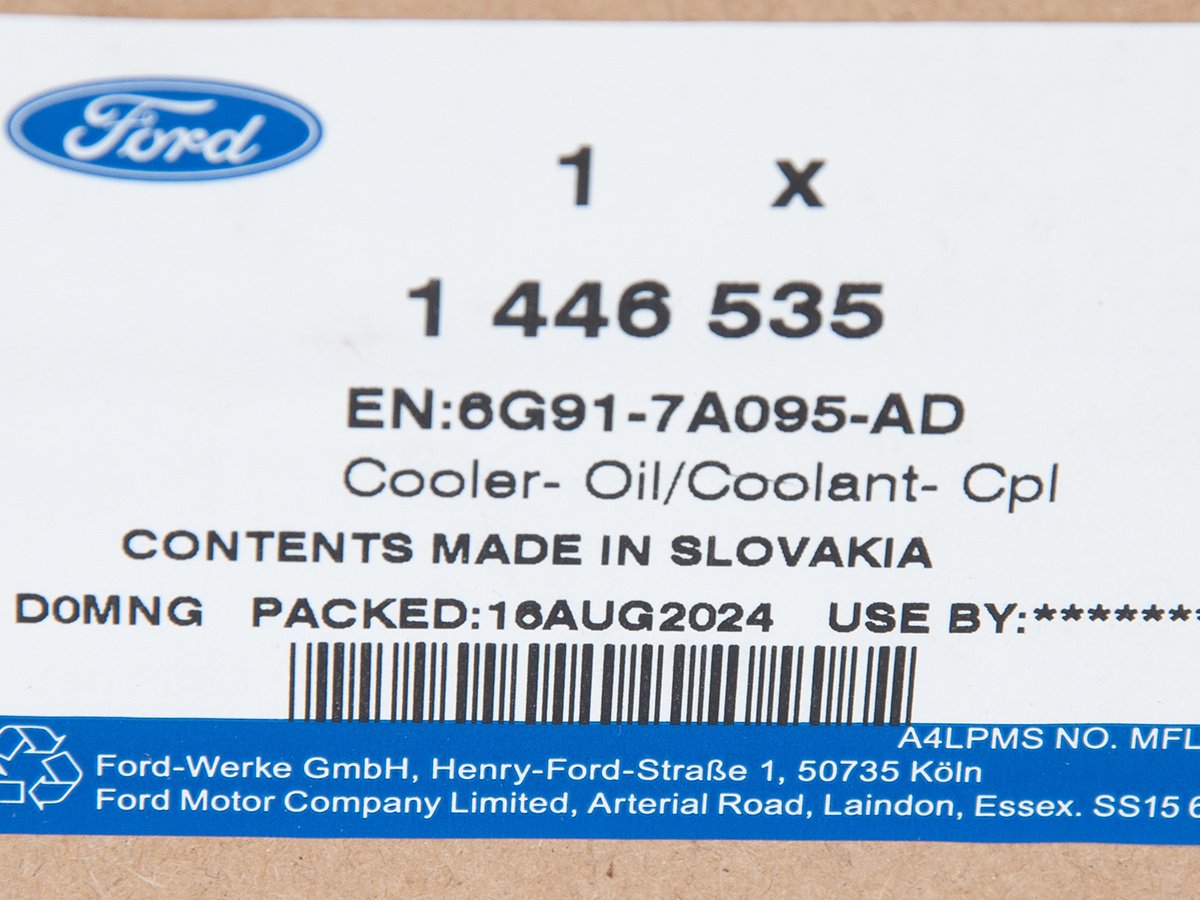 Ford
1 x
1 446 535
EN:6G91-7A095-AD
Cooler- Oil/Coolant- Cpl
CONTENTS MADE IN SLOVAKIA
D0MNG PACKED:16AUG2024 USE BY:*******
A4LPMS NO. MFL
Ford-Werke GmbH, Henry-Ford-Straße 1, 50735 Köln
Ford Motor Company Limited, Arterial Road, Laindon, Essex. SS15 6